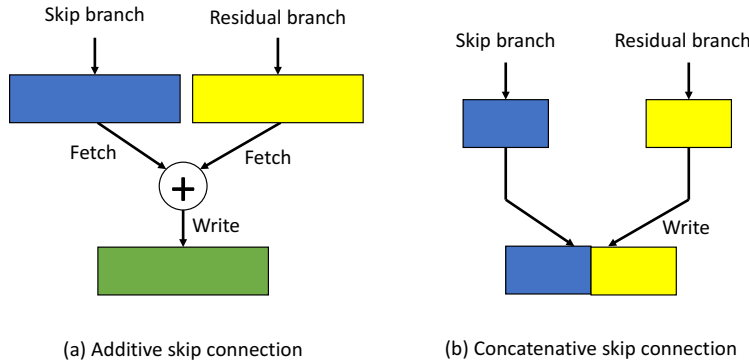 Skip branch
Residual branch
Fetch
Fetch
+
Write
(a) Additive skip connection
Skip branch
Residual branch
Write
(b) Concatenative skip connection